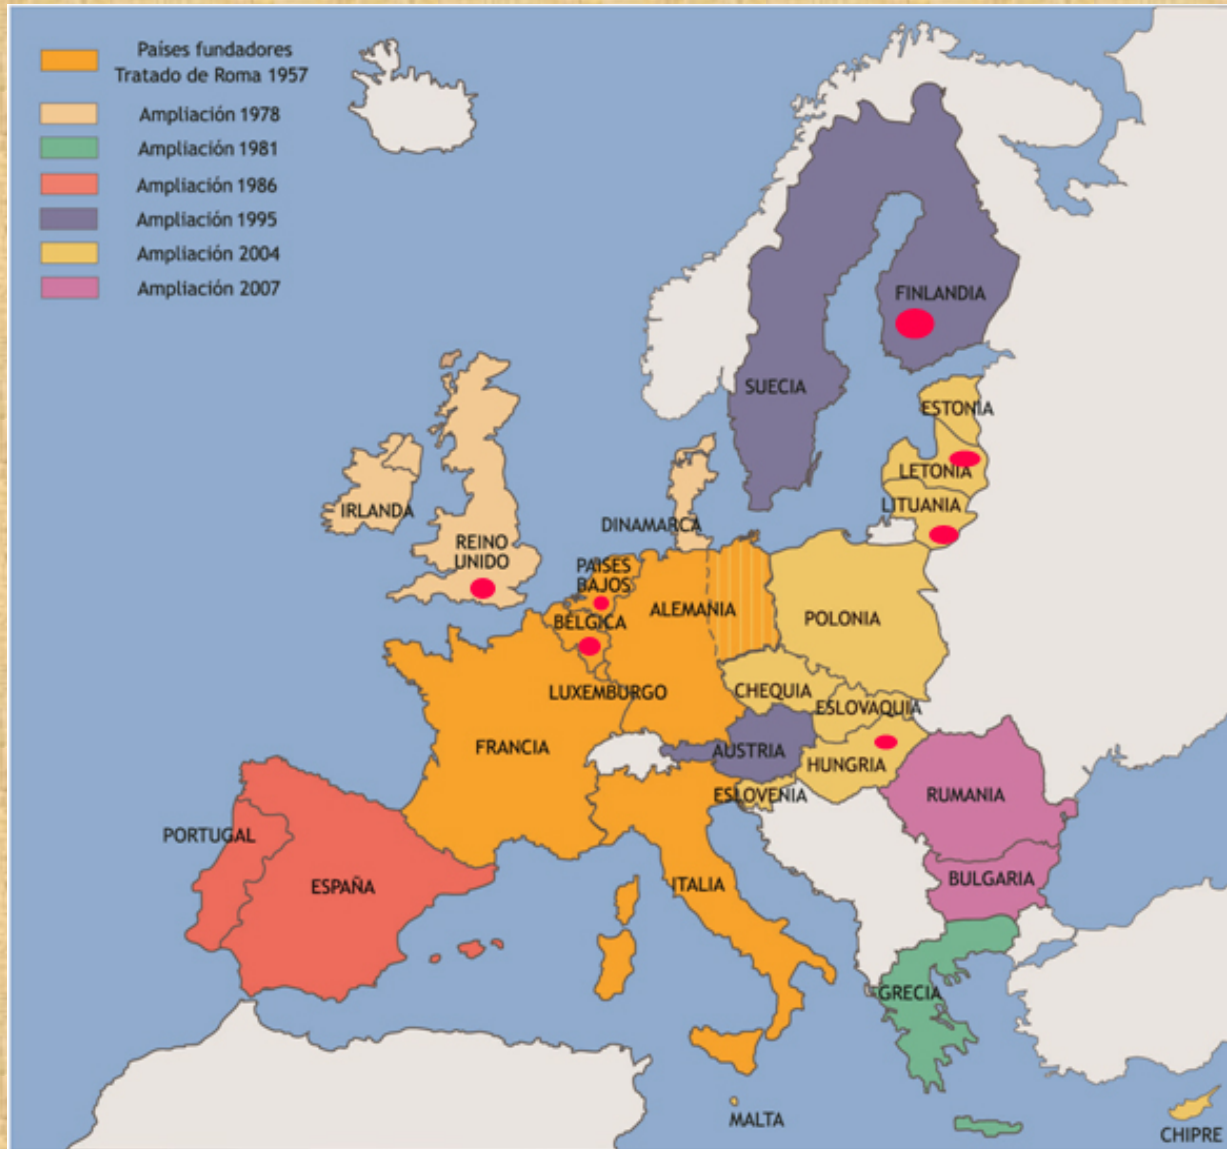 Países fundadores
Tratado de Roma 1957
Ampliación 1978
Ampliación 1981
Ampliación 1986
Ampliación 1995
Ampliación 2004
Ampliación 2007
FINLANDIA
SUECIA
ESTONIA
LETONIA
LITUANIA
IRLANDA
DINAMARCA
REINO
UNIDO
PAISES
BAJOS
BÉLGICA
ALEMANIA
POLONIA
LUXEMBURGO
CHEQUIA
ESLOVAQUIA
FRANCIA
AUSTRIA
HUNGRIA
ESLOVENIA
RUMANIA
PORTUGAL
ESPAÑA
ITALIA
BULGARIA
GRECIA
MALTA
CHIPRE